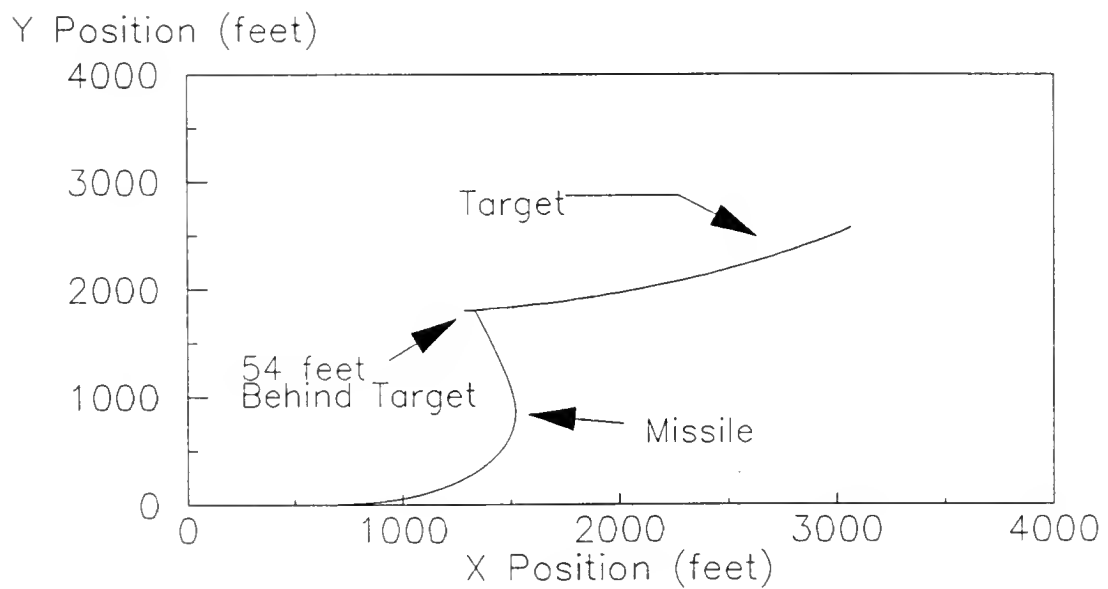 Y Position (feet)
4000
3000
2000
1000
0
Target
54 feet
Behind Target
Missile
0
1000
2000
3000
4000
X Position (feet)